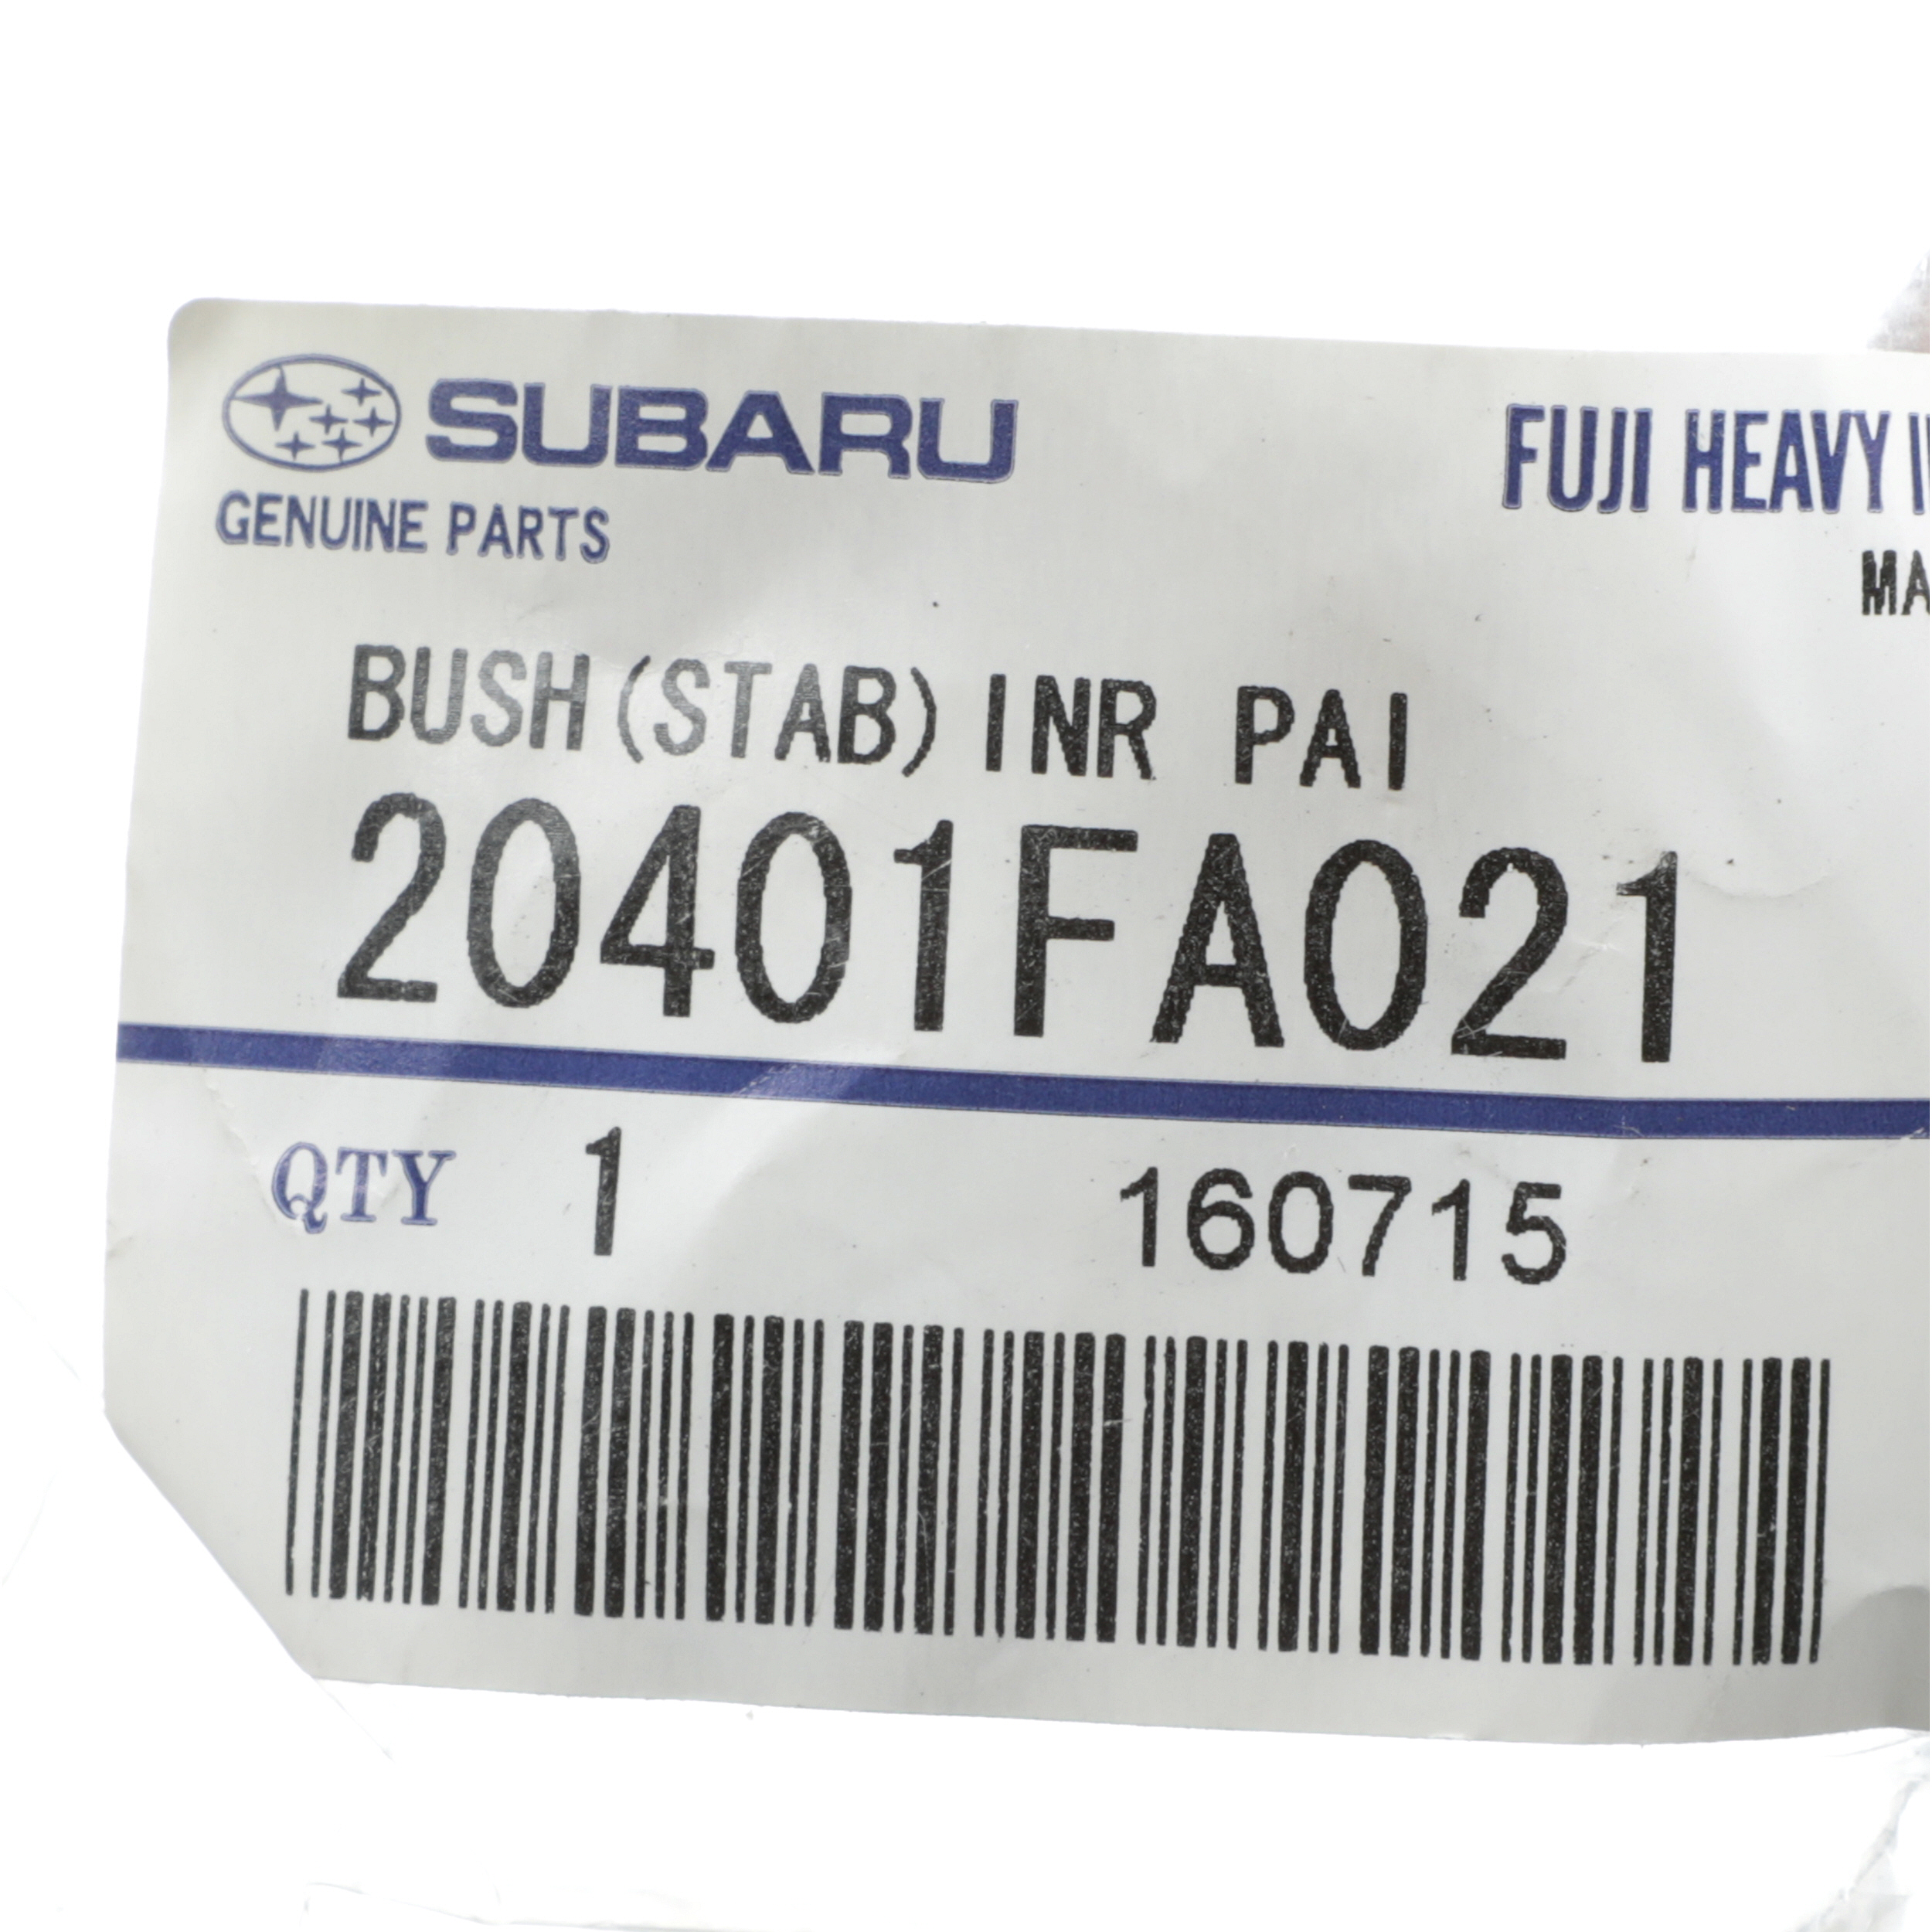 SUBARU
GENUINE PARTS
FUJI HEAVY
BUSH(STAB)INR PAI
20401FA021
QTY 1 160715